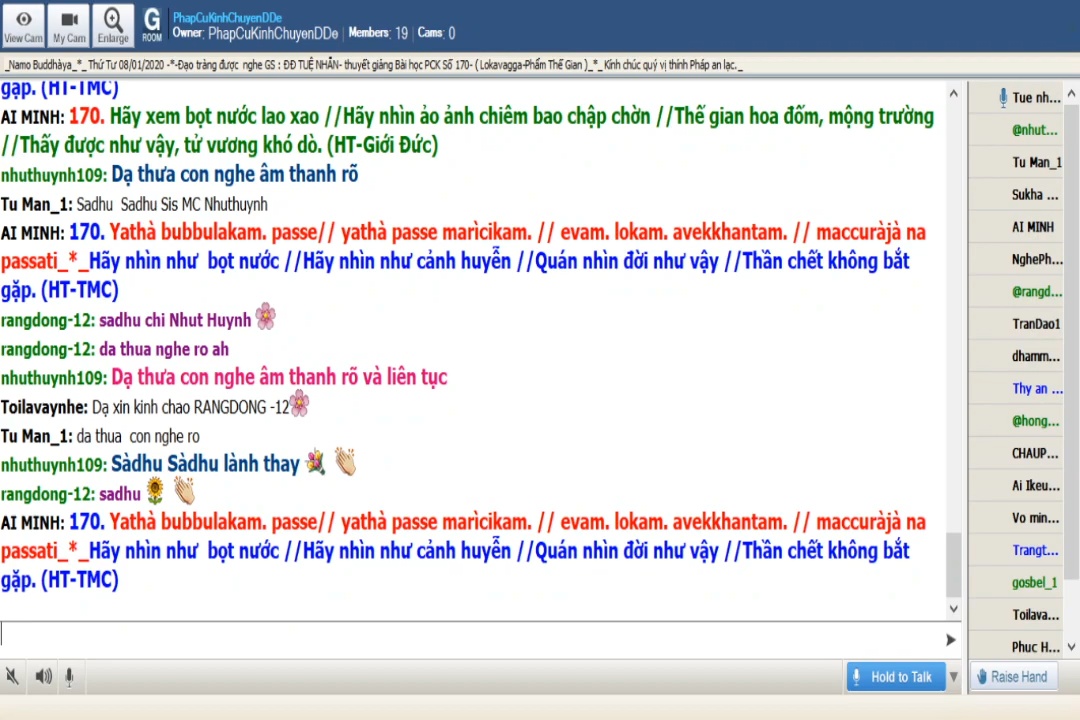 PhapCuKinhChuyenDDe
Owner: PhapCuKinhChuyenDDe | Members: 19 | Cams: 0
View Cam My Cam Enlarge G ROOM
_Namo Buddhàya_*_ Thứ Tư 08/01/2020 -*-Đạo tràng được nghe GS : ĐĐ TUỆ NHẪN- thuyết giảng Bài học PCK Số 170- ( Lokavagga-Phẩm Thế Gian )_*_ Kính chúc quý vị thính Pháp an lạc._
gặp. (HT-TMC)
AI MINH: 170. Hãy xem bọt nước lao xao //Hãy nhìn ảo ảnh chiêm bao chập chờn //Thế gian hoa đốm, mộng trường
//Thấy được như vậy, tử vương khó dò. (HT-Giới Đức)
nhuthuynh109: Dạ thưa con nghe âm thanh rõ
Tu Man_1: Sadhu Sadhu Sis MC Nhuthuynh
AI MINH: 170. Yathà bubbulakam. passe// yathà passe marìcikam. // evam. lokam. avekkhantam. // maccuràjà na
passati_*_Hãy nhìn như bọt nước //Hãy nhìn như cảnh huyễn //Quán nhìn đời như vậy //Thần chết không bắt
gặp. (HT-TMC)
rangdong-12: sadhu chi Nhut Huynh
rangdong-12: da thua nghe ro ah
nhuthuynh109: Dạ thưa con nghe âm thanh rõ và liên tục
Toilavaynhe: Dạ xin kinh chao RANGDONG -12
Tu Man_1: da thua con nghe ro
nhuthuynh109: Sàdhu Sàdhu lành thay
rangdong-12: sadhu
AI MINH: 170. Yathà bubbulakam. passe// yathà passe marìcikam. // evam. lokam. avekkhantam. // maccuràjà na
passati_*_Hãy nhìn như bọt nước //Hãy nhìn như cảnh huyễn //Quán nhìn đời như vậy //Thần chết không bắt
gặp. (HT-TMC)
Tue nh...
@nhut...
Tu Man_1
Sukha ...
AI MINH
NghePh...
@rangd...
TranDao1
dhamm...
Thy an ...
@hong...
CHAUP...
Ai Ikeu...
Vo min...
Trangt...
gosbel_1
Toilava...
Phuc H...
Hold to Talk
Raise Hand